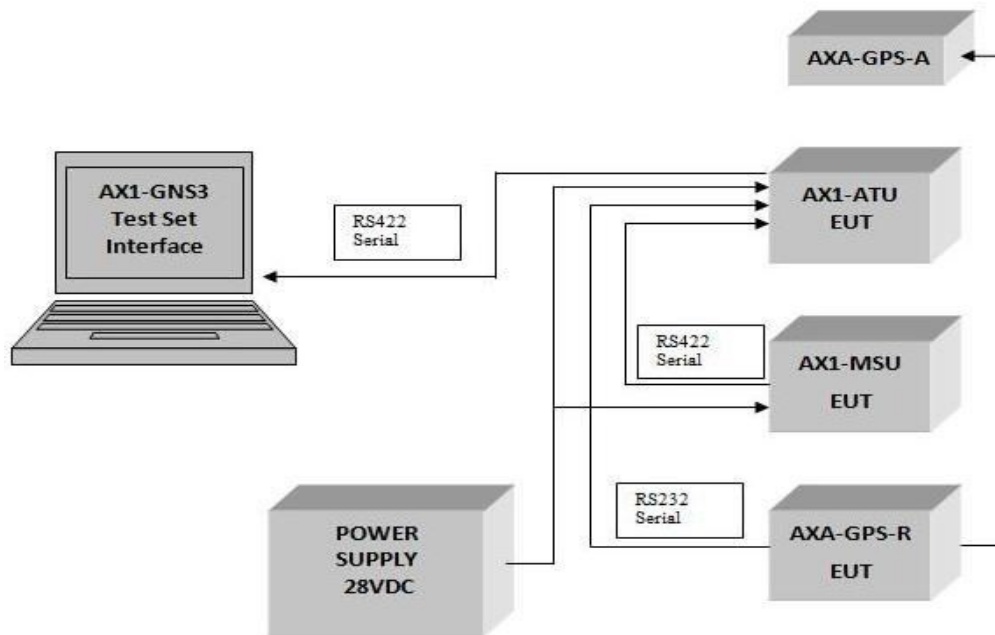 AXA-GPS-A
AX1-GNS3
Test Set
Interface
RS422
Serial
AX1-ATU
EUT
RS422
Serial
AX1-MSU
EUT
RS232
Serial
AXA-GPS-R
EUT
POWER
SUPPLY
28VDC